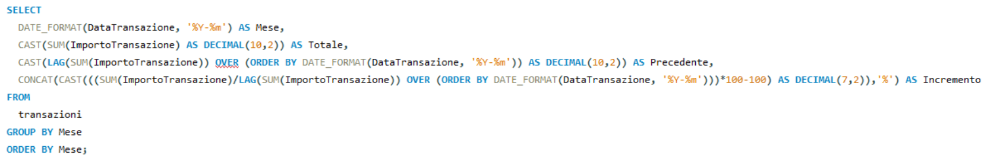 SELECT
  DATE_FORMAT(DataTransazione, '%Y-%m') AS Mese,
  CAST(SUM(ImportoTransazione) AS DECIMAL(10,2)) AS Totale,
  CAST(LAG(SUM(ImportoTransazione)) OVER (ORDER BY DATE_FORMAT(DataTransazione, '%Y-%m')) AS DECIMAL(10,2)) AS Precedente,
  CONCAT(CAST(((SUM(ImportoTransazione)/LAG(SUM(ImportoTransazione)) OVER (ORDER BY DATE_FORMAT(DataTransazione, '%Y-%m')))*100-100) AS DECIMAL(7,2)),'%') AS Incremento
FROM
  transazioni
GROUP BY Mese
ORDER BY Mese;